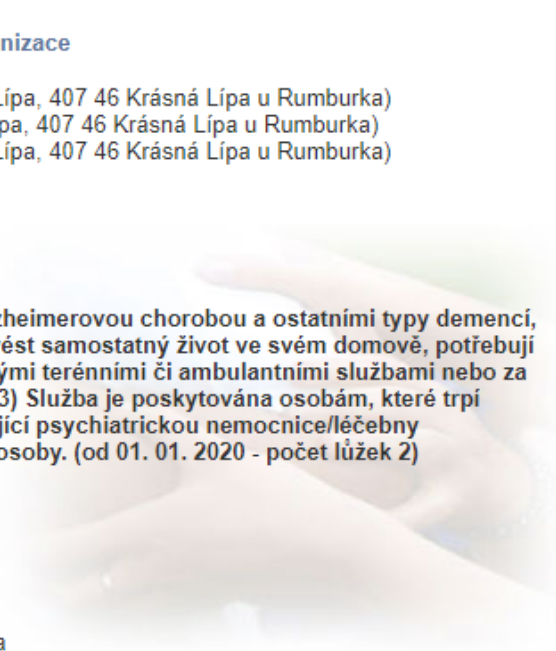 nizace
Lípa, 407 46 Krásná Lípa u Rumburka)
pa, 407 46 Krásná Lípa u Rumburka)
Lípa, 407 46 Krásná Lípa u Rumburka)
zheimerovou chorobou a ostatními typy demencí,
ést samostatný život ve svém domově, potřebují
ými terénními či ambulantními službami nebo za
3) Služba je poskytována osobám, které trpí
jící psychiatrickou nemocnice/léčebny
osoby. (od 01. 01. 2020 - počet lůžek 2)
a